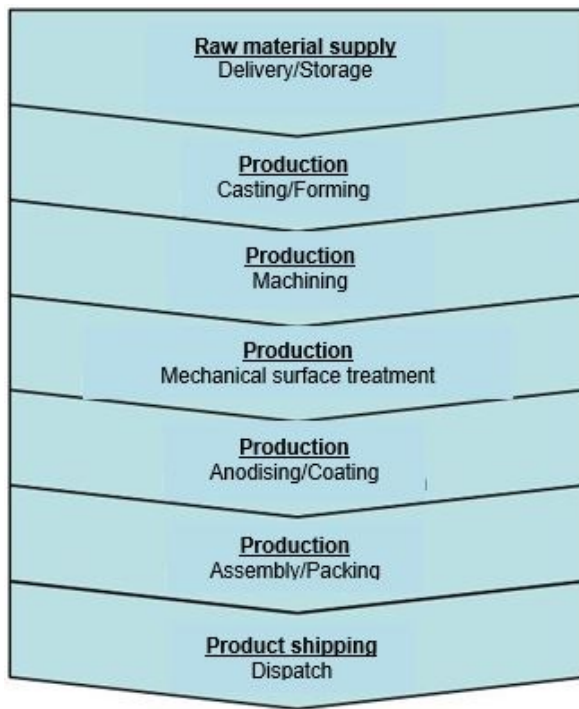 Raw material supply
Delivery/Storage
Production
Casting/Forming
Production
Machining
Production
Mechanical surface treatment
Production
Anodising/Coating
Production
Assembly/Packing
Product shipping
Dispatch